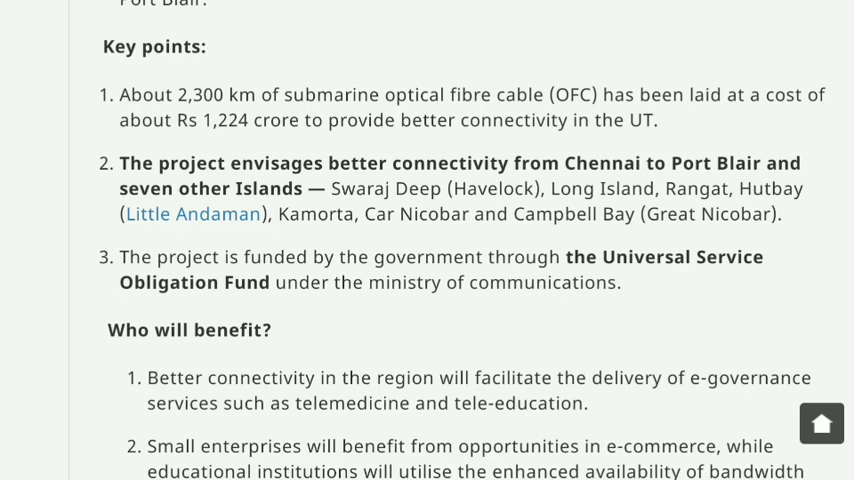 Port Blair.
Key points:
1. About 2,300 km of submarine optical fibre cable (OFC) has been laid at a cost of
about Rs 1,224 crore to provide better connectivity in the UT.
2. The project envisages better connectivity from Chennai to Port Blair and
seven other Islands — Swaraj Deep (Havelock), Long Island, Rangat, Hutbay
(Little Andaman), Kamorta, Car Nicobar and Campbell Bay (Great Nicobar).
3. The project is funded by the government through the Universal Service
Obligation Fund under the ministry of communications.
Who will benefit?
1. Better connectivity in the region will facilitate the delivery of e-governance
services such as telemedicine and tele-education.
2. Small enterprises will benefit from opportunities in e-commerce, while
educational institutions will utilise the enhanced availability of bandwidth